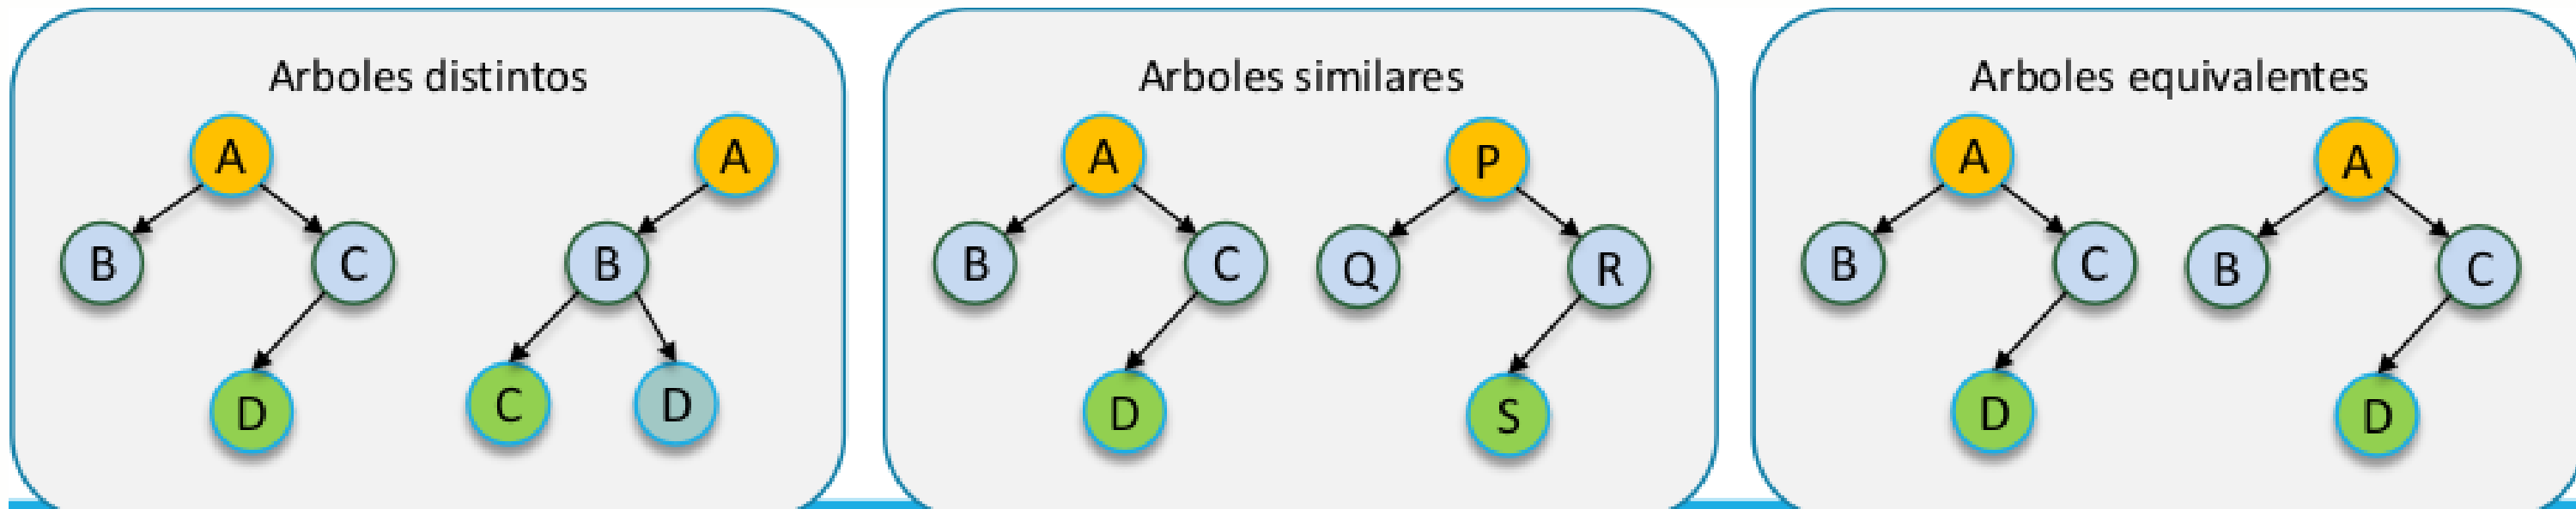 Arboles distintos
A
A
B
C
B
D
C
D
Arboles similares
A
P
B
C
Q
R
D
S
Arboles equivalentes
A
A
B
C
B
C
D
D